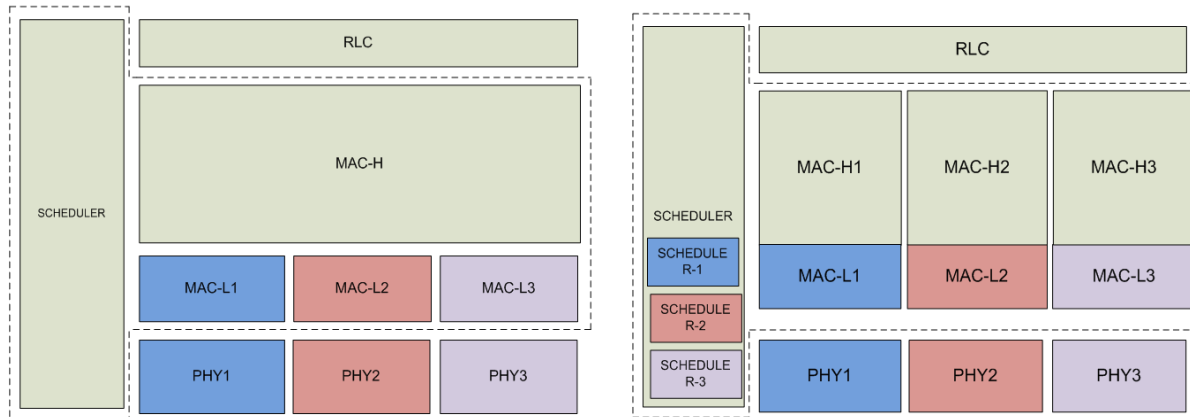 RLC
MAC-H
SCHEDULER
MAC-L1
MAC-L2
MAC-L3
PHY1
PHY2
PHY3
RLC
MAC-H1
MAC-H2
MAC-H3
SCHEDULER
SCHEDULE
R-1
MAC-L1
MAC-L2
MAC-L3
SCHEDULE
R-2
SCHEDULE
R-3
PHY1
PHY2
PHY3